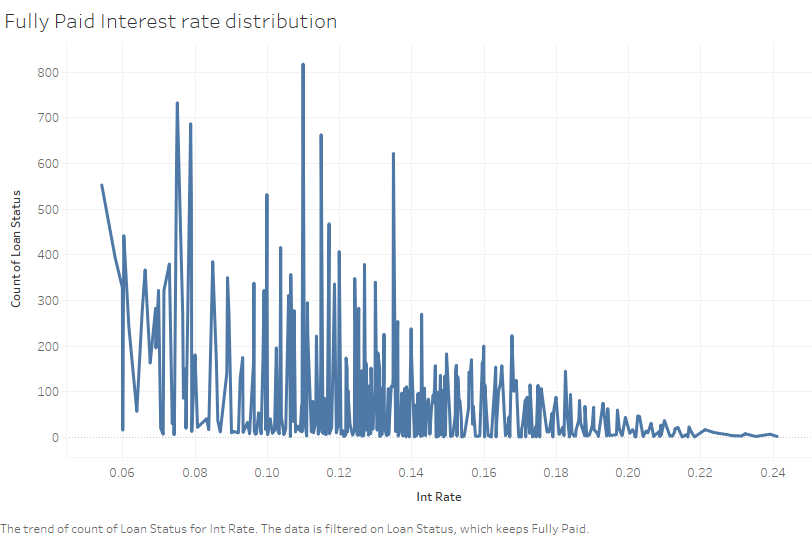 Fully Paid Interest rate distribution
800
700
600
500
400
300
200
100
0
Count of Loan Status
0.06 0.08 0.10 0.12 0.14 0.16 0.18 0.20 0.22 0.24
Int Rate
The trend of count of Loan Status for Int Rate. The data is filtered on Loan Status, which keeps Fully Paid.